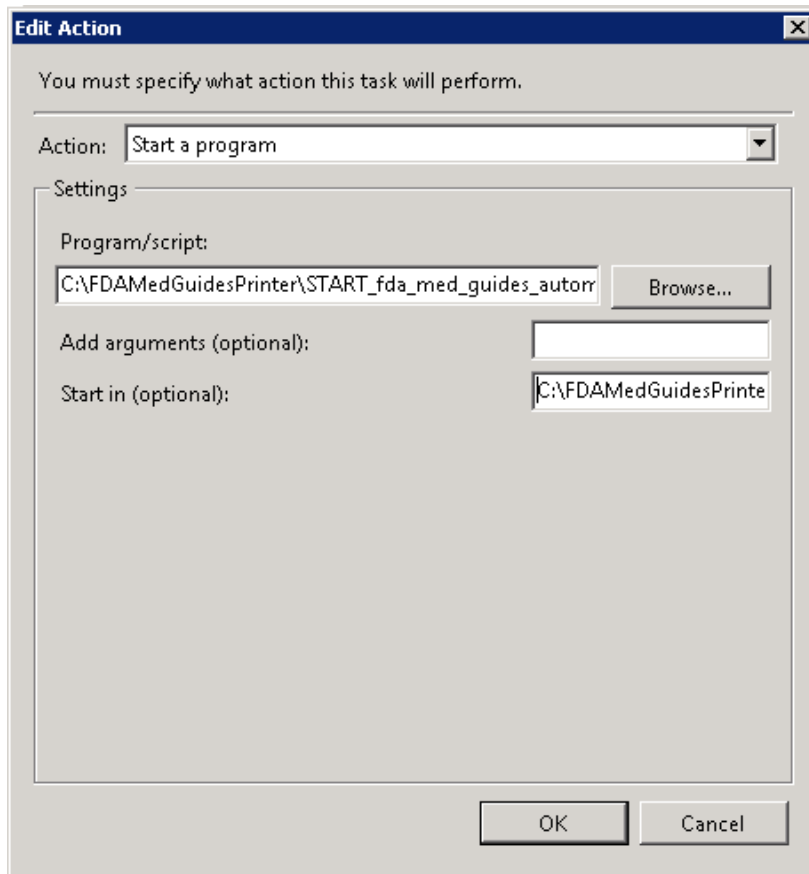 Edit Action
You must specify what action this task will perform.
Action: Start a program
Settings
Program/script:
C:\FDAMedGuidesPrinter\START_fda_med_guides_autom Browse...
Add arguments (optional):
Start in (optional): C:\FDAMedGuidesPrinte
OK Cancel